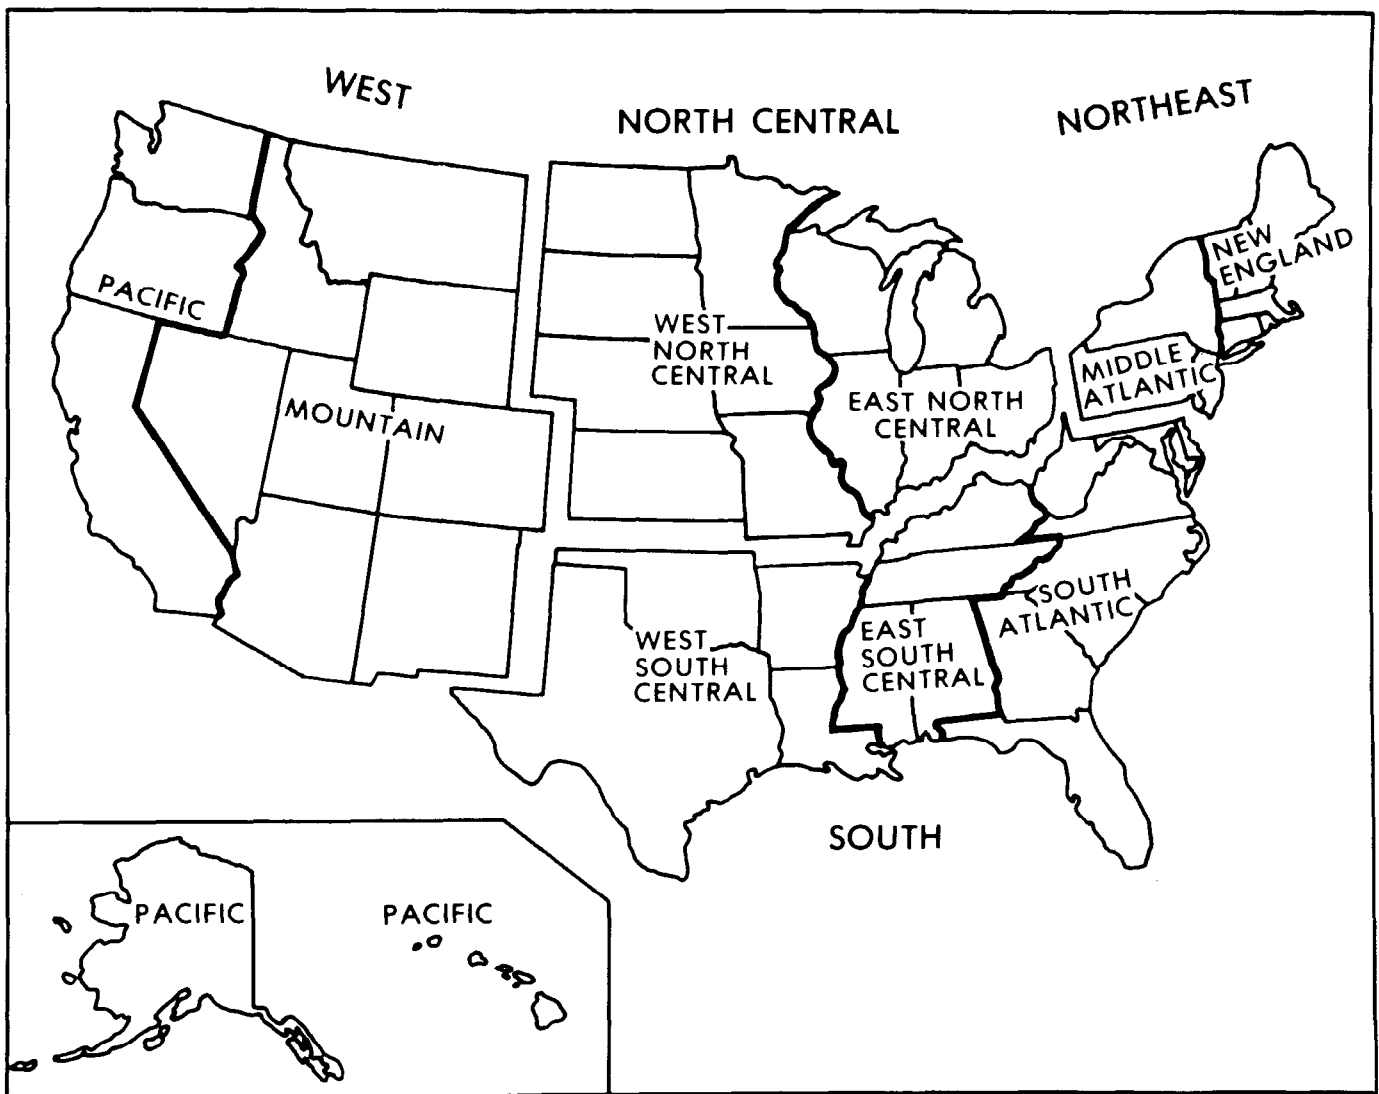 WEST
NORTH CENTRAL
NORTHEAST
NEW
ENGLAND
PACIFIC
WEST
NORTH
CENTRAL
MIDDLE
ATLANTIC
EAST NORTH
CENTRAL
MOUNTAIN
SOUTH
ATLANTIC
WEST
SOUTH
CENTRAL
EAST
SOUTH
CENTRAL
SOUTH
PACIFIC
PACIFIC